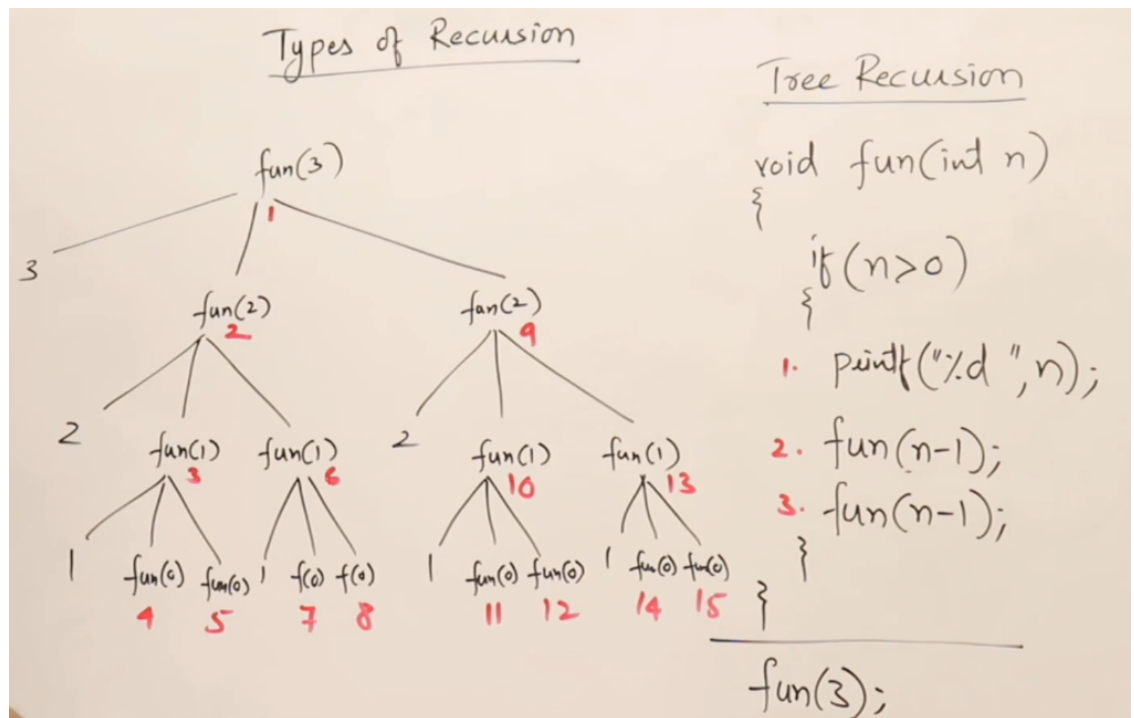 Types of Recursion
fun(3)
1
3
fun(2) fun(2)
2 9
2 fun(1) fun(1) 2 fun(1) fun(1)
3 6 10 13
1 fun(0) fun(0) 1 f(0) f(0) 1 fun(0) fun(0) 1 fun(0) fun(0)
4 5 7 8 11 12 14 15
Tree Recursion
void fun(int n)
{
if(n>0)
{
1. printf("%d ",n);
2. fun(n-1);
3. fun(n-1);
}
}
fun(3);